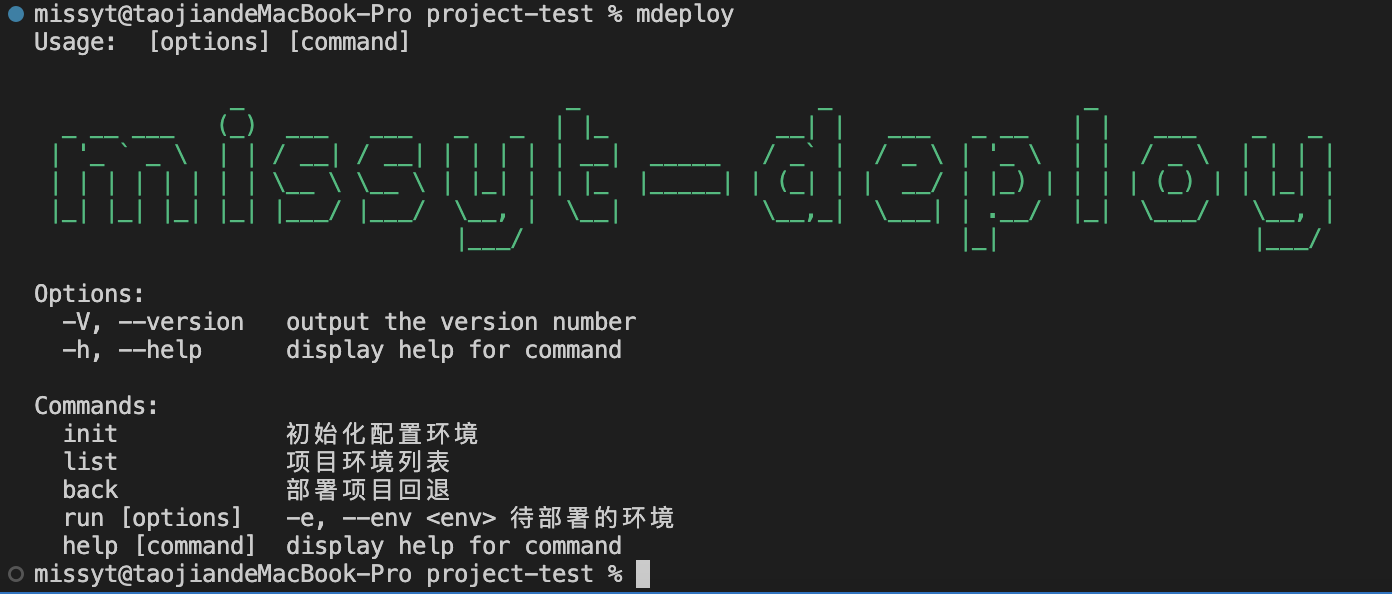 missyt@taojiandeMacBook-Pro project-test % mdeploy
Usage:  [options] [command]
missyt-deploy
Options:
  -V, --version   output the version number
  -h, --help      display help for command
Commands:
  init            初始化配置环境
  list            项目环境列表
  back            部署项目回退
  run [options]   -e, --env <env> 待部署的环境
  help [command]  display help for command
missyt@taojiandeMacBook-Pro project-test %